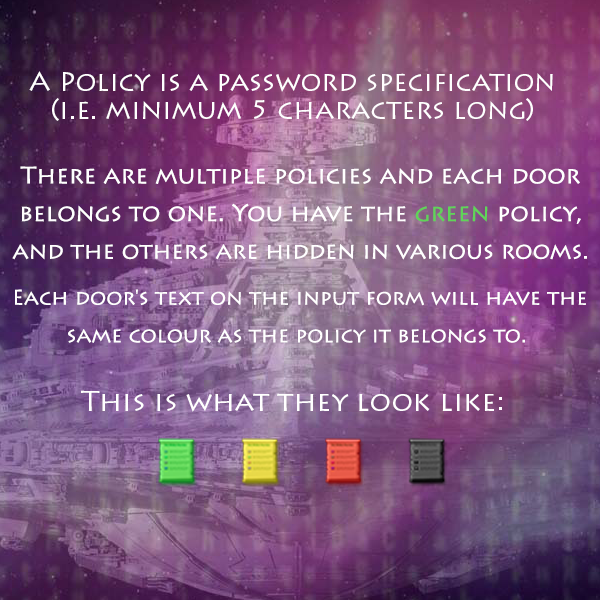 A Policy is a password specification
(i.e. minimum 5 characters long)
There are multiple policies and each door
belongs to one. You have the green policy,
and the others are hidden in various rooms.
Each door's text on the input form will have the
same colour as the policy it belongs to.
This is what they look like: